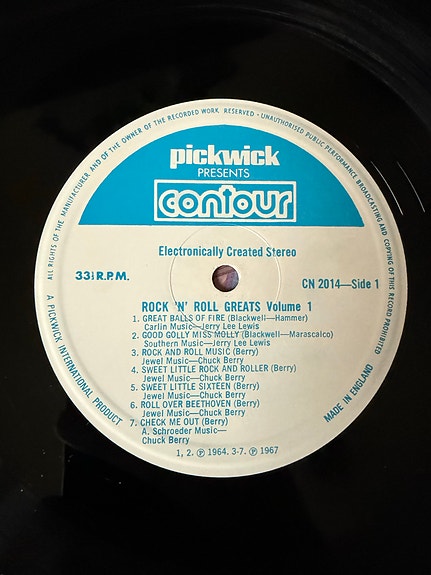 ALL RIGHTS OF THE MANUFACTURER AND OF THE OWNER OF THE RECORDED WORK RESERVED - UNAUTHORISED PUBLIC PERFORMANCE BROADCASTING AND COPYING OF THIS RECORD PROHIBITED
pickwick
PRESENTS
contour
Electronically Created Stereo
33⅓ R.P.M.
CN 2014—Side 1
ROCK 'N' ROLL GREATS Volume 1
1. GREAT BALLS OF FIRE (Blackwell—Hammer)
Carlin Music—Jerry Lee Lewis
2. GOOD GOLLY MISS MOLLY (Blackwell—Marascalco)
Southern Music—Jerry Lee Lewis
3. ROCK AND ROLL MUSIC (Berry)
Jewel Music—Chuck Berry
4. SWEET LITTLE ROCK AND ROLLER (Berry)
Jewel Music—Chuck Berry
5. SWEET LITTLE SIXTEEN (Berry)
Jewel Music—Chuck Berry
6. ROLL OVER BEETHOVEN (Berry)
Jewel Music—Chuck Berry
7. CHECK ME OUT (Berry)
A. Schroeder Music—
Chuck Berry
1, 2. ℗ 1964. 3-7. ℗ 1967
A PICKWICK INTERNATIONAL PRODUCT
MADE IN ENGLAND